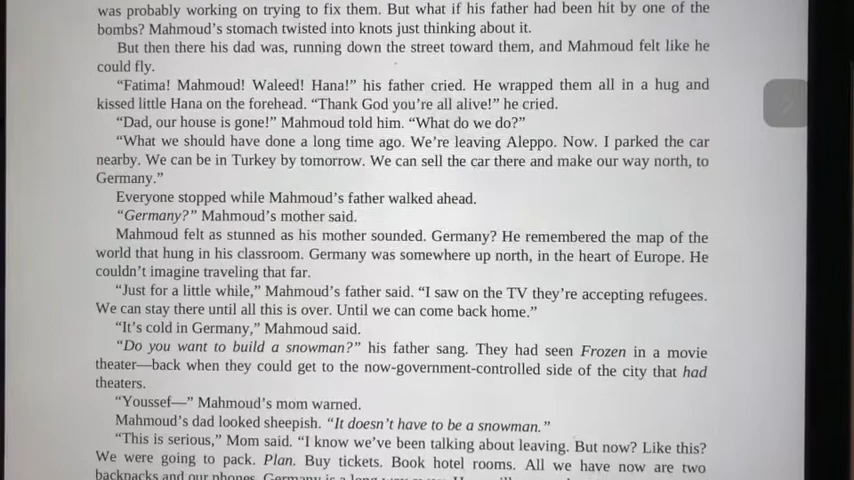 was probably working on trying to fix them. But what if his father had been hit by one of the
bombs? Mahmoud's stomach twisted into knots just thinking about it.
But then there his dad was, running down the street toward them, and Mahmoud felt like he
could fly.
“Fatima! Mahmoud! Waleed! Hana!” his father cried. He wrapped them all in a hug and
kissed little Hana on the forehead. “Thank God you're all alive!” he cried.
“Dad, our house is gone!” Mahmoud told him. “What do we do?”
“What we should have done a long time ago. We're leaving Aleppo. Now. I parked the car
nearby. We can be in Turkey by tomorrow. We can sell the car there and make our way north, to
Germany.”
Everyone stopped while Mahmoud's father walked ahead.
“Germany?” Mahmoud's mother said.
Mahmoud felt as stunned as his mother sounded. Germany? He remembered the map of the
world that hung in his classroom. Germany was somewhere up north, in the heart of Europe. He
couldn't imagine traveling that far.
“Just for a little while,” Mahmoud's father said. “I saw on the TV they're accepting refugees.
We can stay there until all this is over. Until we can come back home.”
“It's cold in Germany,” Mahmoud said.
“Do you want to build a snowman?” his father sang. They had seen Frozen in a movie
theater—back when they could get to the now-government-controlled side of the city that had
theaters.
“Youssef—” Mahmoud's mom warned.
Mahmoud's dad looked sheepish. “It doesn't have to be a snowman.”
“This is serious,” Mom said. “I know we've been talking about leaving. But now? Like this?
We were going to pack. Plan. Buy tickets. Book hotel rooms. All we have now are two
backpacks and our phones. Germany is a long way